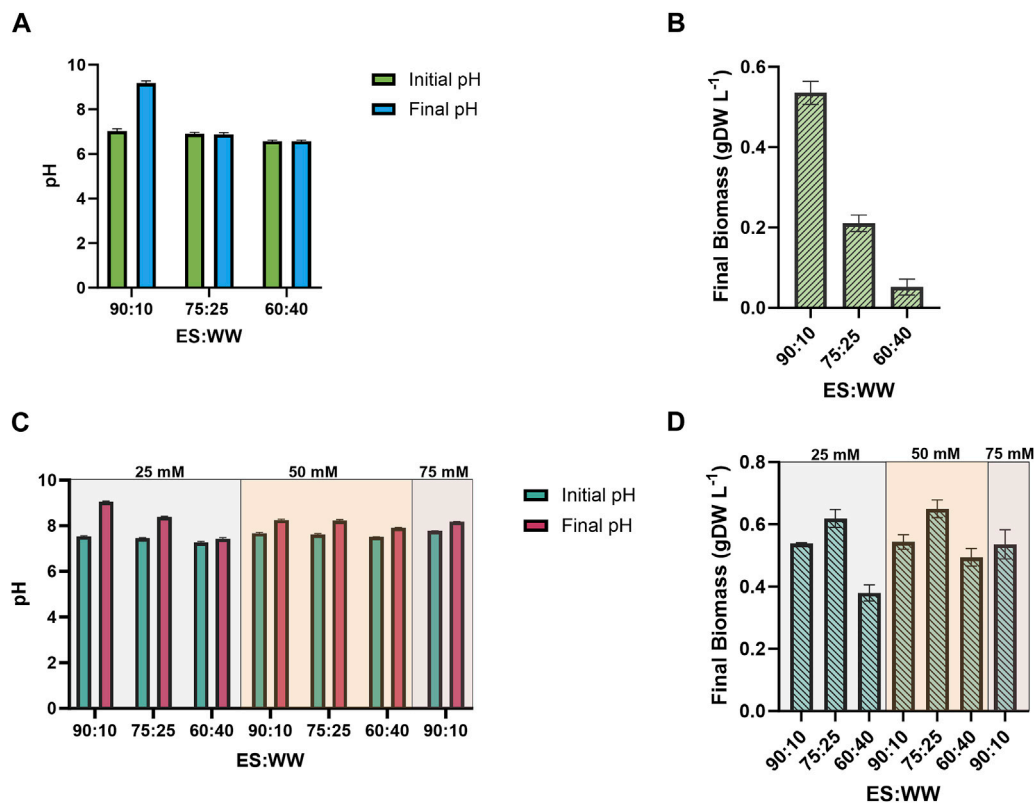 A
pH
10
8
6
4
2
0
90:10 75:25 60:40
ES:WW
Initial pH
Final pH
B
Final Biomass (gDW L⁻¹)
0.6
0.4
0.2
0.0
90:10 75:25 60:40
ES:WW
C
25 mM 50 mM 75 mM
pH
10
8
6
4
2
0
90:10 75:25 60:40 90:10 75:25 60:40 90:10
ES:WW
Initial pH
Final pH
D
25 mM 50 mM 75 mM
Final Biomass (gDW L⁻¹)
0.8
0.6
0.4
0.2
0.0
90:10 75:25 60:40 90:10 75:25 60:40 90:10
ES:WW